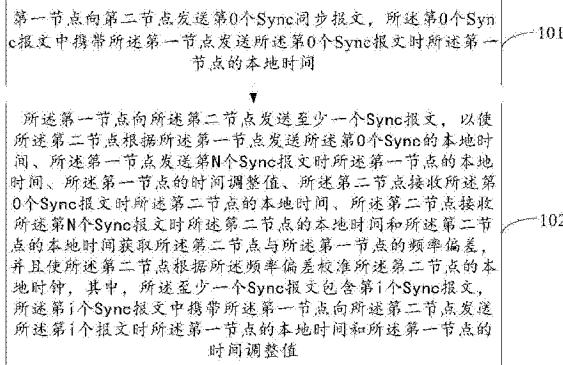 第一节点向第二节点发送第0个Sync同步报文，所述第0个Syn
c报文中携带所述第一节点发送所述第0个Sync报文时所述第一
节点的本地时间
101
所述第一节点向所述第二节点发送至少一个Sync报文，以使
所述第二节点根据所述第一节点发送所述第0个Sync的本地时
间、所述第一节点发送第N个Sync报文时所述第一节点的本地
时间、所述第一节点的时间调整值、所述第二节点接收所述第
0个Sync报文时所述第二节点的本地时间、所述第二节点接收
所述第N个Sync报文时所述第二节点的本地时间和所述第二节
点的本地时间获取所述第二节点与所述第一节点的频率偏差，
并且使所述第二节点根据所述频率偏差校准所述第二节点的本
地时钟，其中，所述至少一个Sync报文包含第i个Sync报文，
所述第i个Sync报文中携带所述第一节点向所述第二节点发送
所述第i个报文时所述第一节点的本地时间和所述第一节点的
时间调整值
102